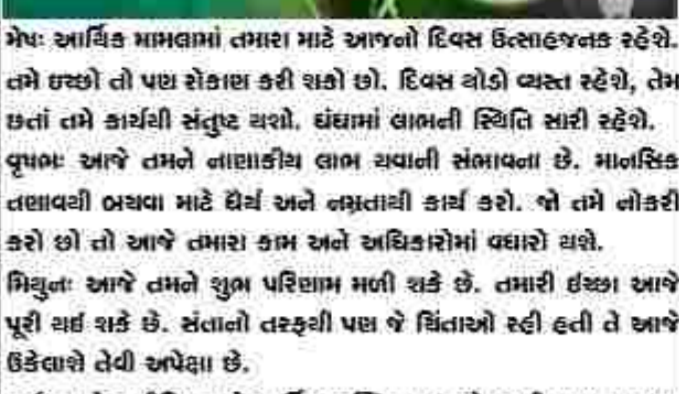 મેષઃ આર્થિક મામલામાં તમારા માટે આજનો દિવસ ઉત્સાહજનક રહેશે.
તમે ઇચ્છો તો પણ રોકાણ કરી શકો છો. દિવસ થોડો વ્યસ્ત રહેશે, તેમ
છતાં તમે કાર્યથી સંતુષ્ટ થશો. ધંધામાં લાભની સ્થિતિ સારી રહેશે.
વૃષભઃ આજે તમને નાણાકીય લાભ થવાની સંભાવના છે. માનસિક
તણાવથી બચવા માટે ધૈર્ય અને નમ્રતાથી કાર્ય કરો. જો તમે નોકરી
કરો છો તો આજે તમારા કામ અને અધિકારોમાં વધારો થશે.
મિથુનઃ આજે તમને શુભ પરિણામ મળી શકે છે. તમારી ઈચ્છા આજે
પૂરી થઈ શકે છે. સંતાનો તરફથી પણ જે ચિંતાઓ રહી હતી તે આજે
ઉકેલાશે તેવી અપેક્ષા છે.